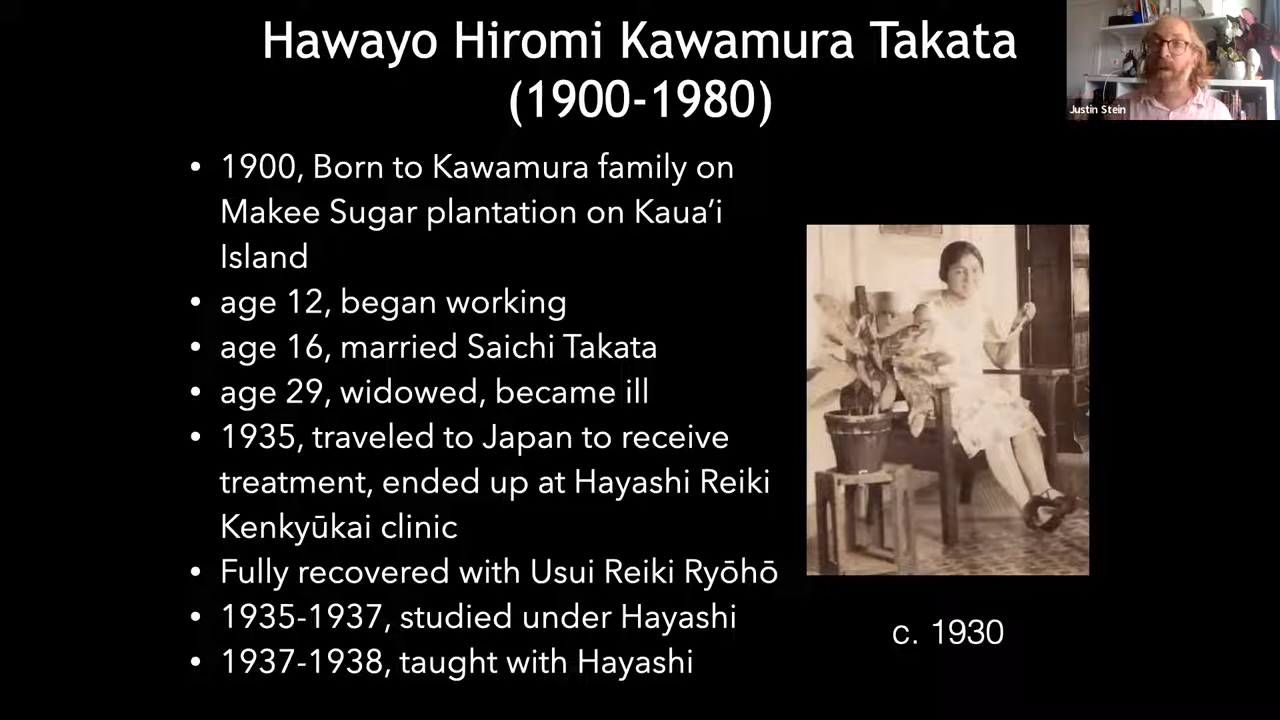 Hawayo Hiromi Kawamura Takata
(1900-1980)
Justin Stein
• 1900, Born to Kawamura family on
Makee Sugar plantation on Kauaʻi
Island
• age 12, began working
• age 16, married Saichi Takata
• age 29, widowed, became ill
• 1935, traveled to Japan to receive
treatment, ended up at Hayashi Reiki
Kenkyūkai clinic
• Fully recovered with Usui Reiki Ryōhō
• 1935-1937, studied under Hayashi
• 1937-1938, taught with Hayashi
c. 1930